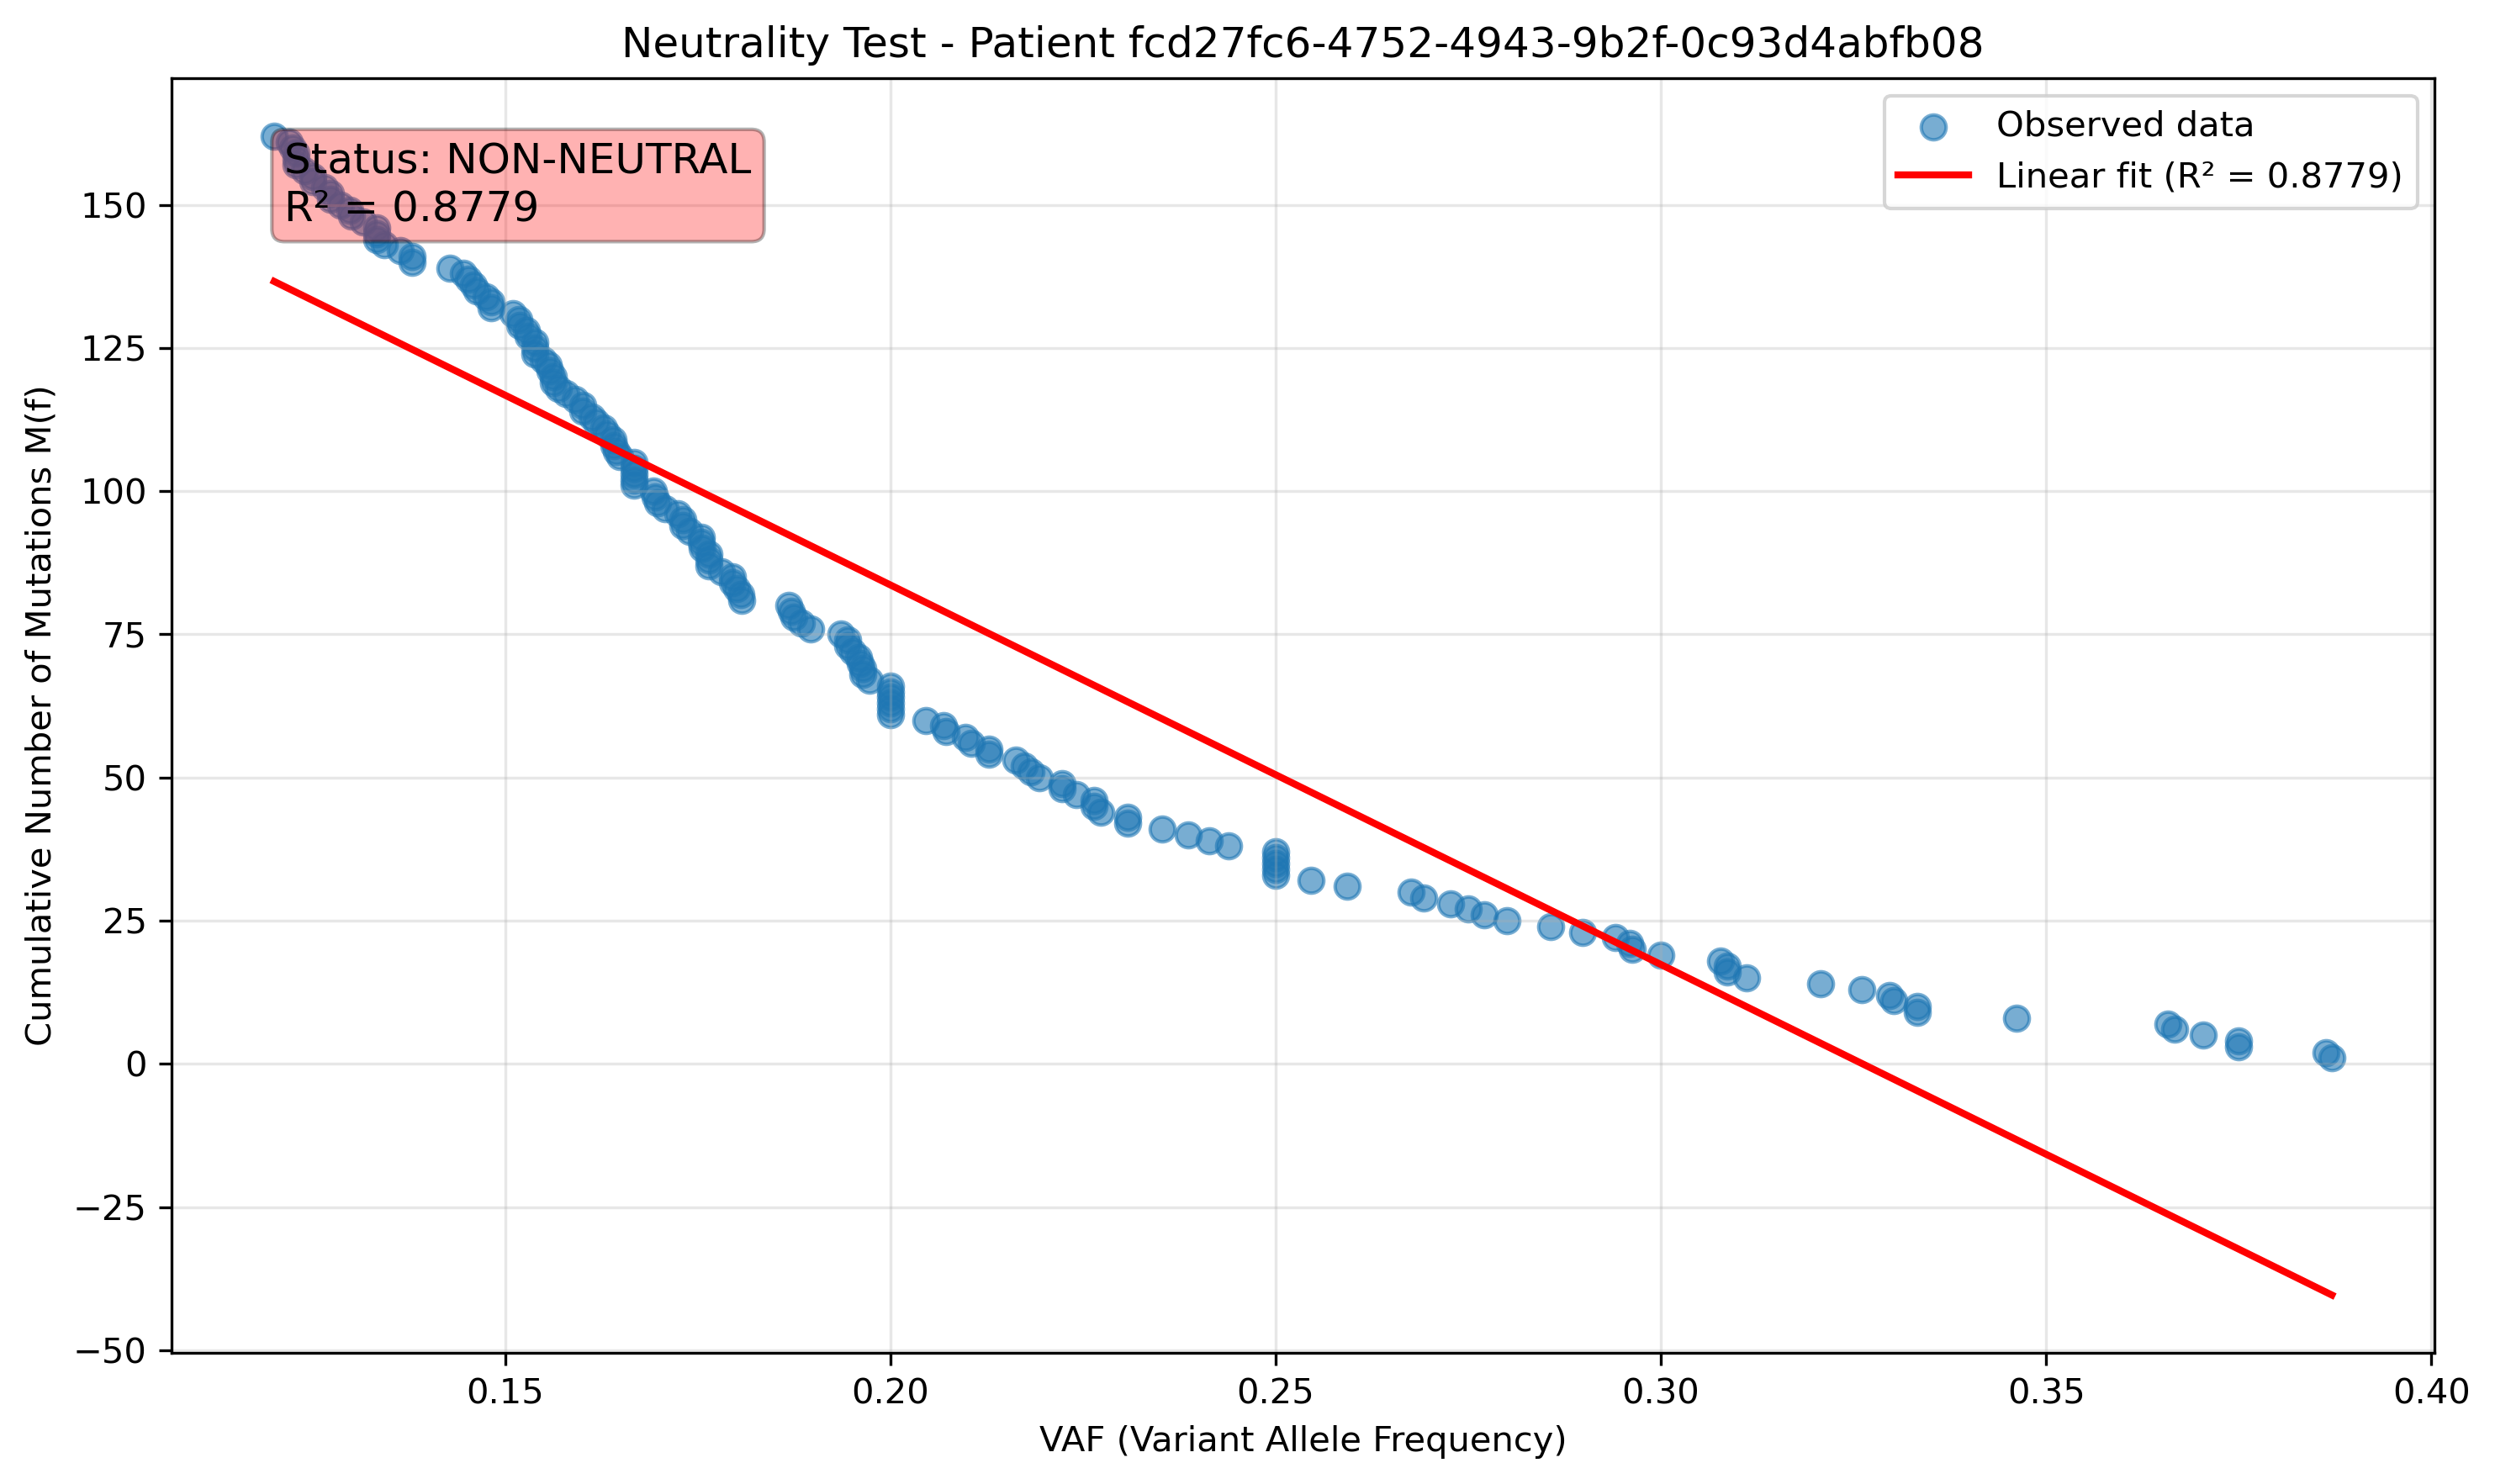 Neutrality Test - Patient fcd27fc6-4752-4943-9b2f-0c93d4abfb08
Observed data
Linear fit (R² = 0.8779)
Status: NON-NEUTRAL
R² = 0.8779
Cumulative Number of Mutations M(f)
150
125
100
75
50
25
0
−25
−50
0.15
0.20
0.25
0.30
0.35
0.40
VAF (Variant Allele Frequency)